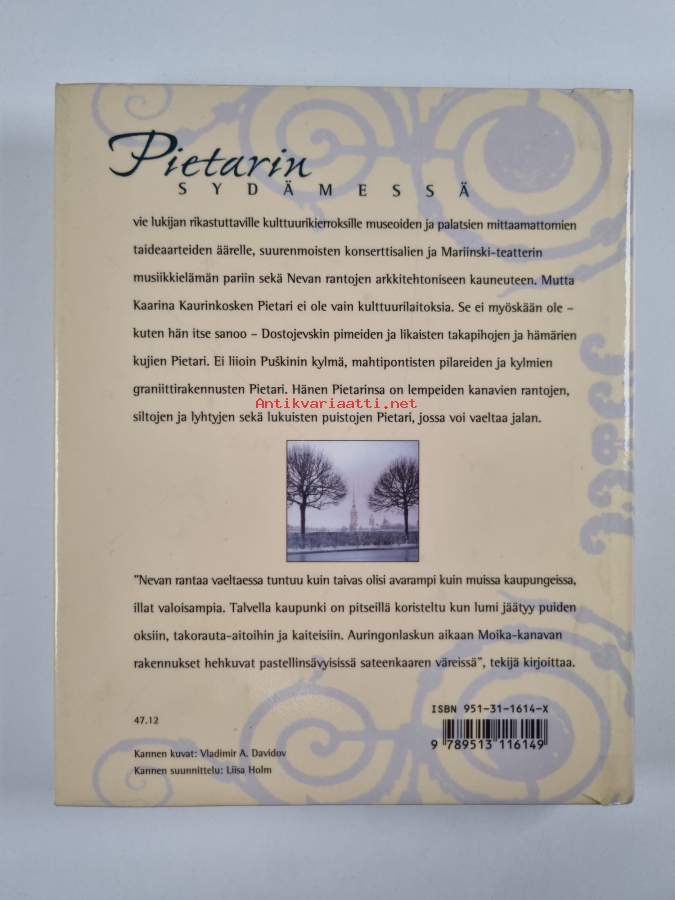 Pietarin
SYDÄMESSÄ
vie lukijan rikastuttaville kulttuurikierroksille museoiden ja palatsien mittaamattomien
taideaarteiden äärelle, suurenmoisten konserttisalien ja Mariinski-teatterin
musiikkielämän pariin sekä Nevan rantojen arkkitehtoniseen kauneuteen. Mutta
Kaarina Kaurinkosken Pietari ei ole vain kulttuurilaitoksia. Se ei myöskään ole –
kuten hän itse sanoo – Dostojevskin pimeiden ja likaisten takapihojen ja hämärien
kujien Pietari. Ei liioin Puškinin kylmä, mahtipontisten pilareiden ja kylmien
graniittirakennusten Pietari. Hänen Pietarinsa on lempeiden kanavien rantojen,
Antikvariaatti.net
siltojen ja lyhtyjen sekä lukuisten puistojen Pietari, jossa voi vaeltaa jalan.
"Nevan rantaa vaeltaessa tuntuu kuin taivas olisi avarampi kuin muissa kaupungeissa,
illat valoisampia. Talvella kaupunki on pitseillä koristeltu kun lumi jäätyy puiden
oksiin, takorauta-aitoihin ja kaiteisiin. Auringonlaskun aikaan Moika-kanavan
rakennukset hehkuvat pastellinsävyisissä sateenkaaren väreissä", tekijä kirjoittaa.
ISBN 951-31-1614-X
47.12
9 789513 116149
Kannen kuvat: Vladimir A. Davidov
Kannen suunnittelu: Liisa Holm